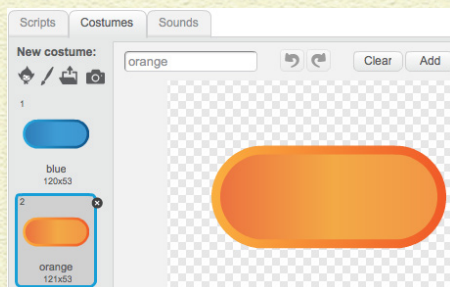 Scripts Costumes Sounds
New costume:
orange
Clear Add
1
blue
120x53
2
orange
121x53